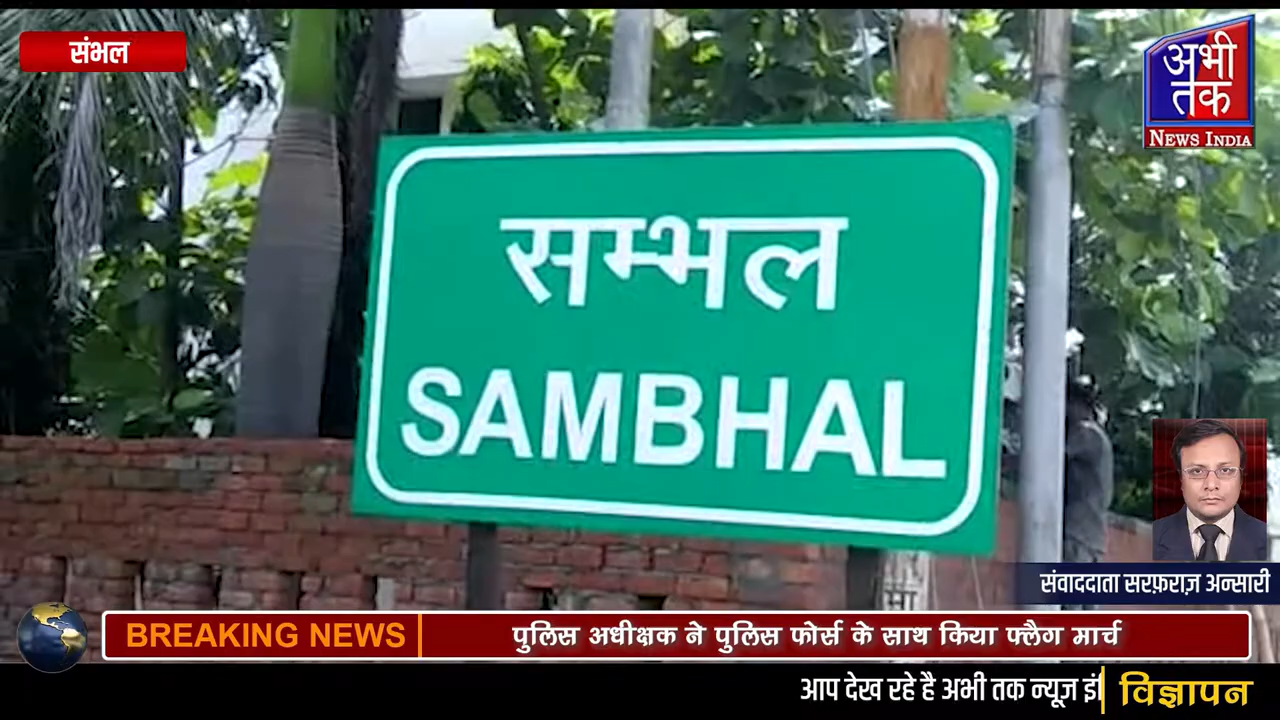 संभल
अभी
तक
NEWS INDIA
सम्भल
SAMBHAL
संवाददाता सरफ़राज़ अन्सारी
BREAKING NEWS
पुलिस अधीक्षक ने पुलिस फोर्स के साथ किया फ्लैग मार्च
आप देख रहे है अभी तक न्यूज़ इं
विज्ञापन